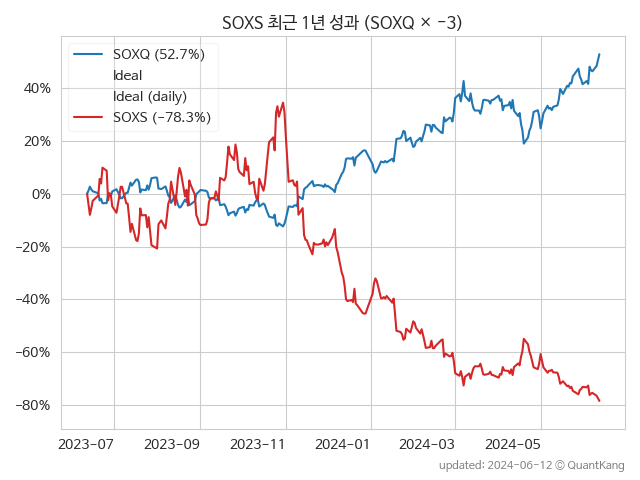 SOXS 최근 1년 성과 (SOXQ × −3)
SOXQ (52.7%)
Ideal
Ideal (daily)
SOXS (−78.3%)
40%
20%
0%
−20%
−40%
−60%
−80%
2023-07 2023-09 2023-11 2024-01 2024-03 2024-05
updated: 2024-06-12 © QuantKang